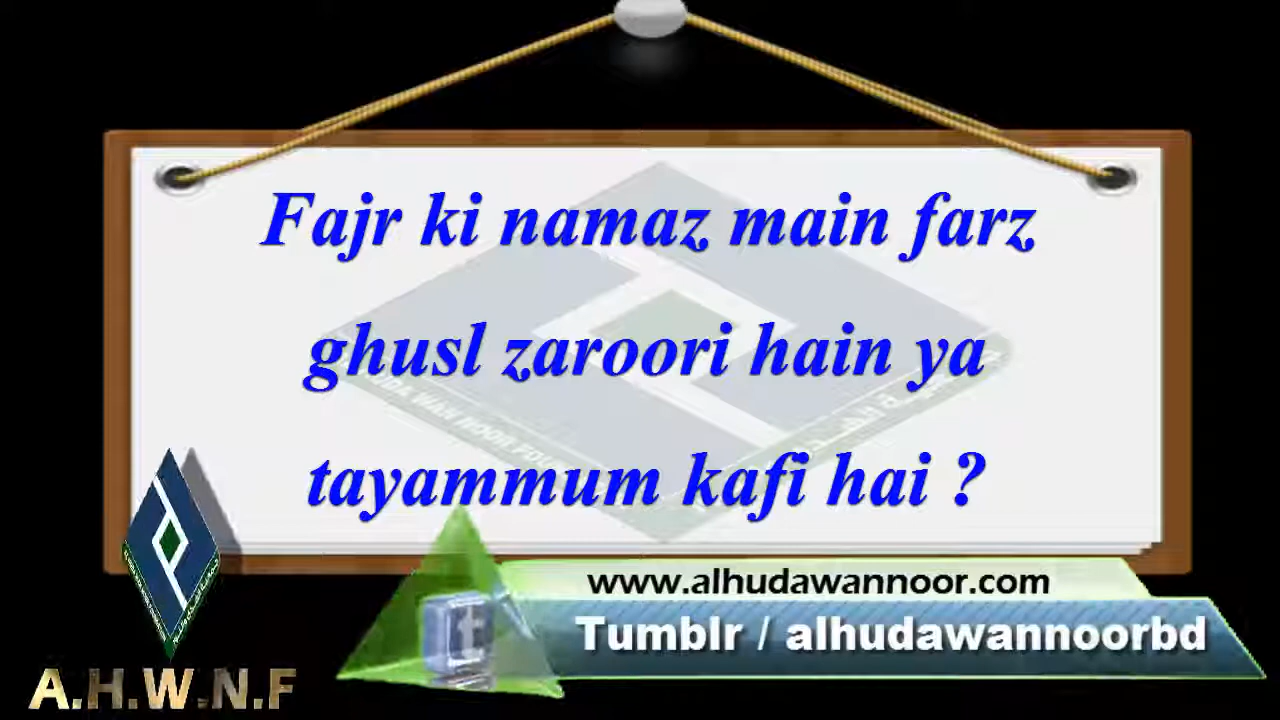 Fajr ki namaz main farz
ghusl zaroori hain ya
tayammum kafi hai ?
www.alhudawannoor.com
Tumblr / alhudawannoorbd
t
A.H.W.N.F